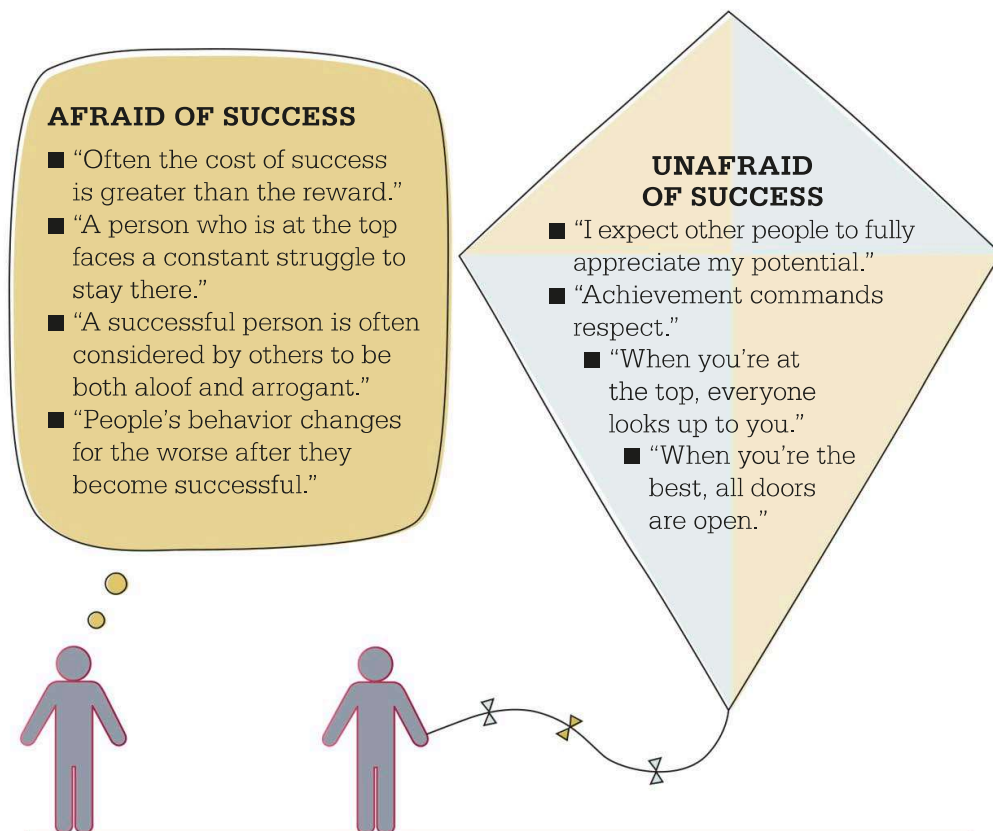 AFRAID OF SUCCESS
■ “Often the cost of success
is greater than the reward.”
■ “A person who is at the top
faces a constant struggle to
stay there.”
■ “A successful person is often
considered by others to be
both aloof and arrogant.”
■ “People’s behavior changes
for the worse after they
become successful.”
UNAFRAID
OF SUCCESS
■ “I expect other people to fully
appreciate my potential.”
■ “Achievement commands
respect.”
■ “When you’re at
the top, everyone
looks up to you.”
■ “When you’re the
best, all doors
are open.”